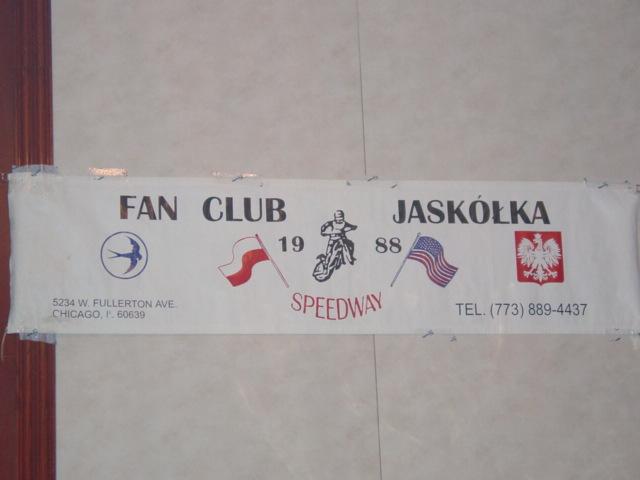 FAN CLUB JASKÓŁKA
19 88
SPEEDWAY
5234 W. FULLERTON AVE.
CHICAGO, 60639
TEL. (773) 889-4437